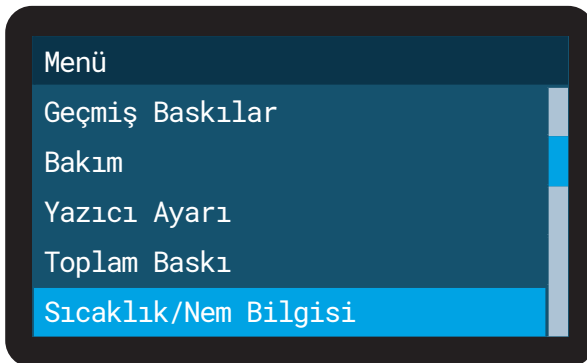 Menü
Geçmiş Baskılar
Bakım
Yazıcı Ayarı
Toplam Baskı
Sıcaklık/Nem Bilgisi